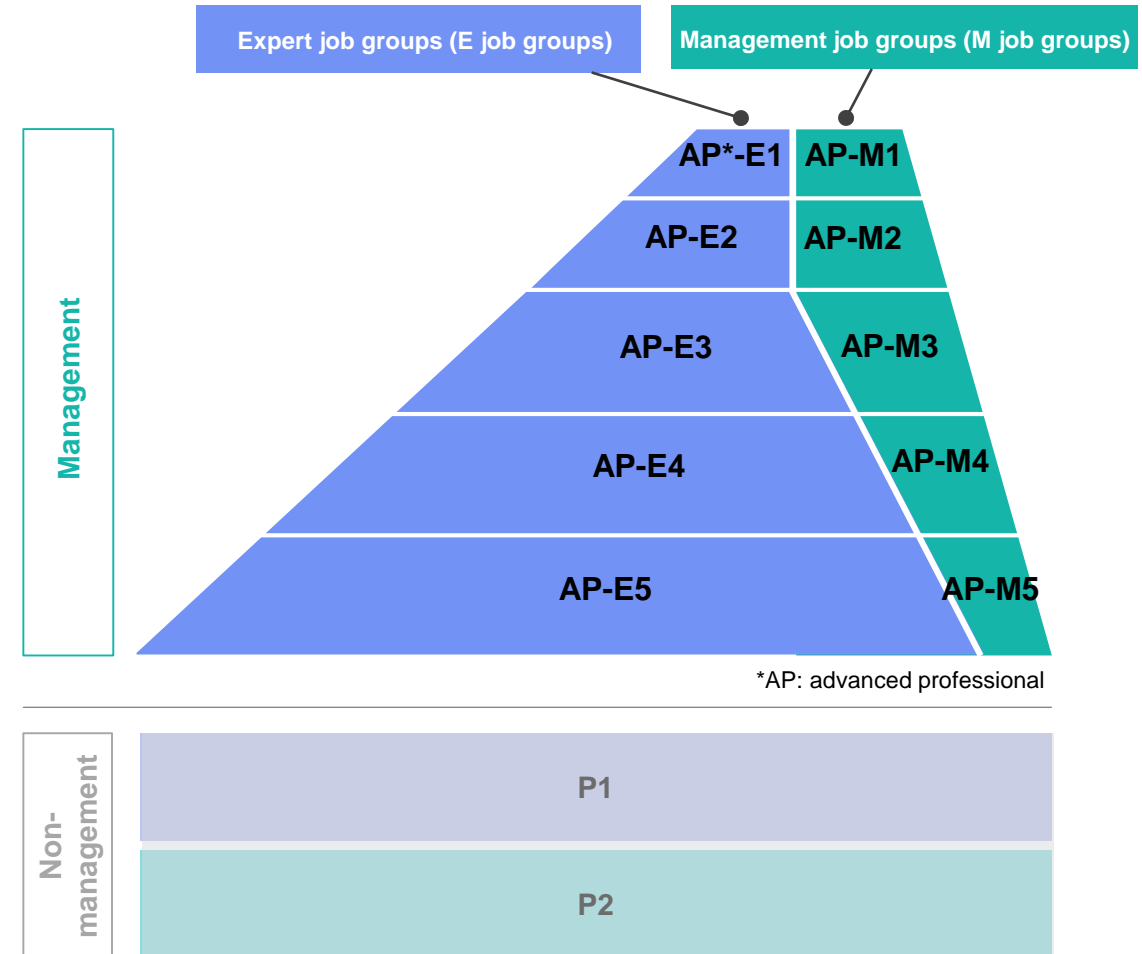 Expert job groups (E job groups)
Management job groups (M job groups)
Management
AP*-E1
AP-M1
AP-E2
AP-M2
AP-E3
AP-M3
AP-E4
AP-M4
AP-E5
AP-M5
*AP: advanced professional
Non-
management
P1
P2